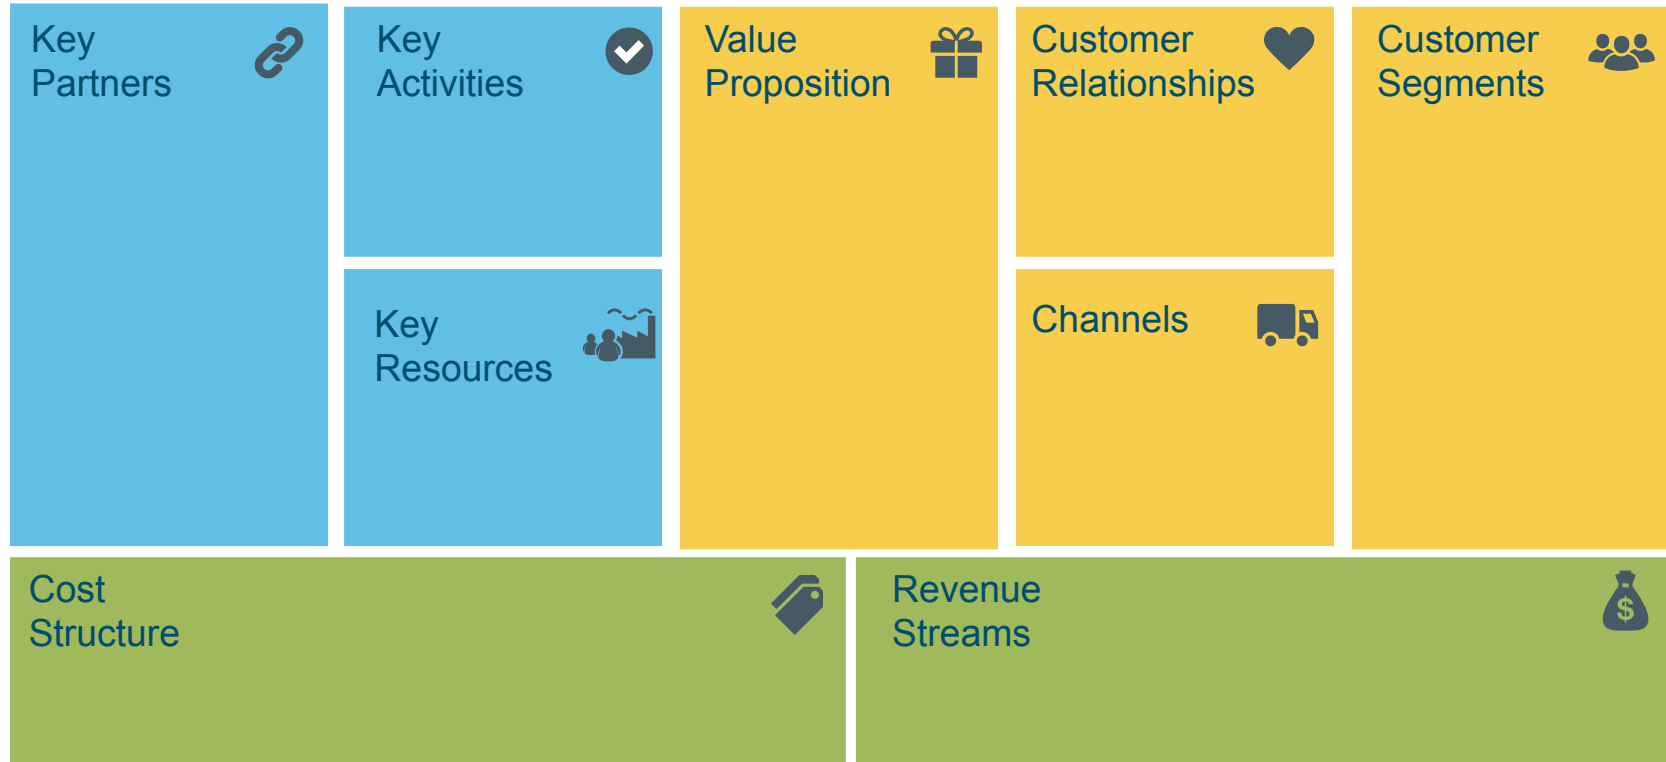 Key
Partners
Key
Activities
Value
Proposition
Customer
Relationships
Customer
Segments
Key
Resources
Channels
Cost
Structure
Revenue
Streams
$